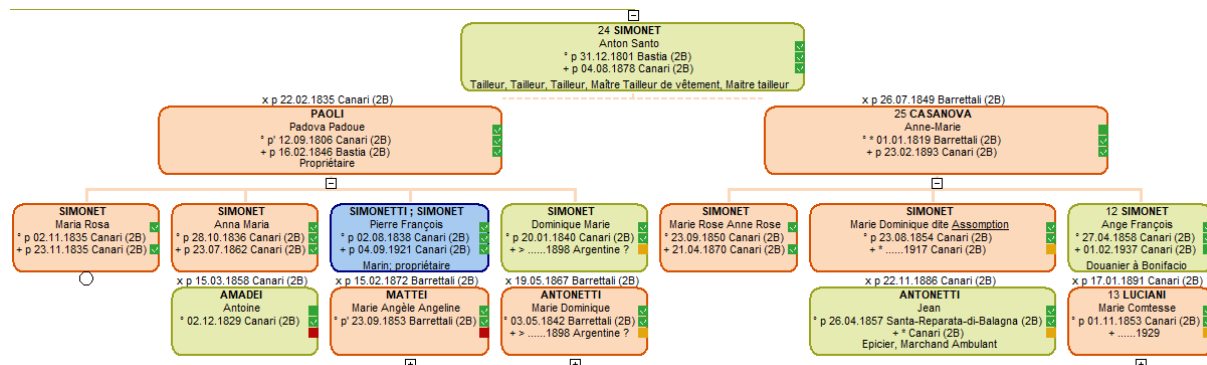 24 SIMONET
Anton Santo
° p 31.12.1801 Bastia (2B)
+ p 04.08.1878 Canari (2B)
Tailleur, Tailleur, Tailleur, Maître Tailleur de vêtement, Maitre tailleur
x p 22.02.1835 Canari (2B)
PAOLI
Padova Padoue
° p' 12.09.1806 Canari (2B)
+ p 16.02.1846 Bastia (2B)
Propriétaire
x p 26.07.1849 Barrettali (2B)
25 CASANOVA
Anne-Marie
° * 01.01.1819 Barrettali (2B)
+ p 23.02.1893 Canari (2B)
SIMONET
Maria Rosa
° p 02.11.1835 Canari (2B)
+ p 23.11.1835 Canari (2B)
SIMONET
Anna Maria
° p 28.10.1836 Canari (2B)
+ p 23.07.1862 Canari (2B)
x p 15.03.1858 Canari (2B)
AMADEI
Antoine
° 02.12.1829 Canari (2B)
SIMONETTI ; SIMONET
Pierre François
° p 02.08.1838 Canari (2B)
+ p 04.09.1921 Canari (2B)
Marin; propriétaire
x p 15.02.1872 Barrettali (2B)
MATTEI
Marie Angèle Angeline
° p' 23.09.1853 Barrettali (2B)
SIMONET
Dominique Marie
° p 20.01.1840 Canari (2B)
+ > ......1898 Argentine ?
x 19.05.1867 Barrettali (2B)
ANTONETTI
Marie Dominique
° 03.05.1842 Barrettali (2B)
+ > ......1898 Argentine ?
SIMONET
Marie Rose Anne Rose
° 23.09.1850 Canari (2B)
+ 21.04.1870 Canari (2B)
SIMONET
Marie Dominique dite Assomption
° p 23.08.1854 Canari (2B)
+ ° ......1917 Canari (2B)
x p 22.11.1886 Canari (2B)
ANTONETTI
Jean
° p 26.04.1857 Santa-Reparata-di-Balagna (2B)
+ ° Canari (2B)
Epicier, Marchand Ambulant
12 SIMONET
Ange François
° 27.04.1858 Canari (2B)
+ 01.02.1937 Canari (2B)
Douanier à Bonifacio
x p 17.01.1891 Canari (2B)
13 LUCIANI
Marie Comtesse
° p 01.11.1853 Canari (2B)
+ ......1929